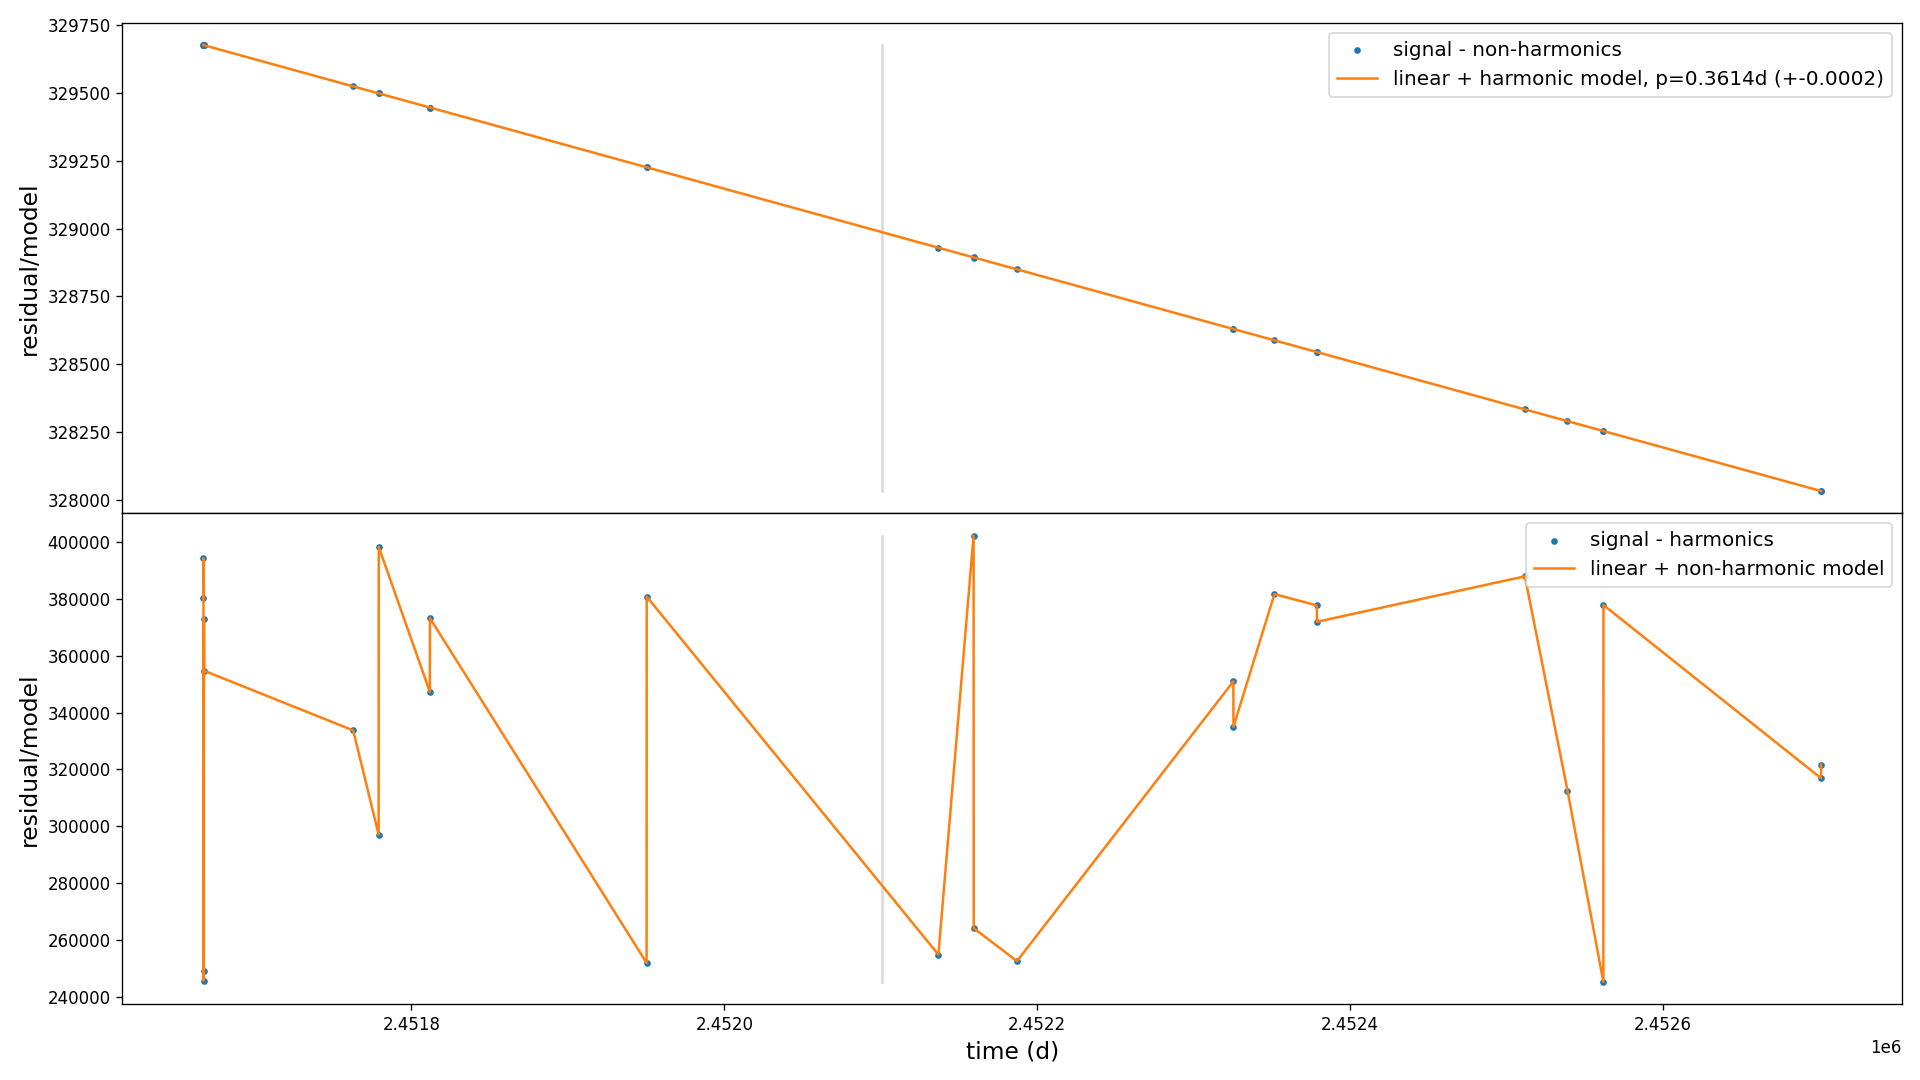 329750
329500
329250
329000
328750
328500
328250
328000
residual/model
signal - non-harmonics
linear + harmonic model, p=0.3614d (+-0.0002)
400000
380000
360000
340000
320000
300000
280000
260000
240000
residual/model
signal - harmonics
linear + non-harmonic model
2.4518 2.4520 2.4522 2.4524 2.4526
1e6
time (d)